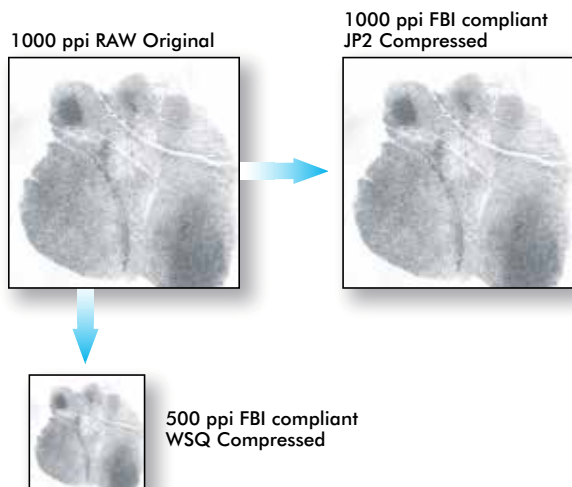 1000 ppi RAW Original
1000 ppi FBI compliant
JP2 Compressed
500 ppi FBI compliant
WSQ Compressed